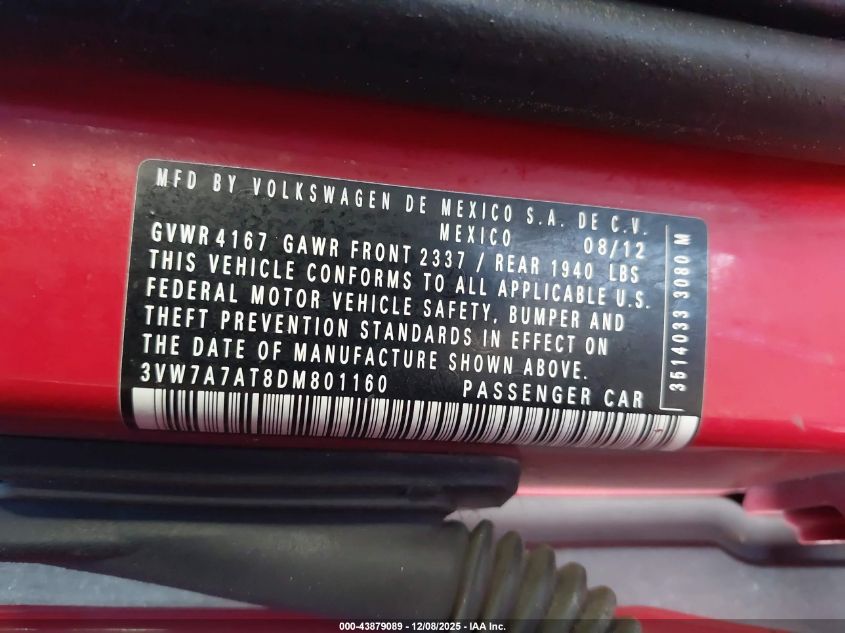 MFD BY VOLKSWAGEN DE MEXICO S.A. DE C.V.
MEXICO 08/12
GVWR 4167 GAWR FRONT 2337 / REAR 1940 LBS
THIS VEHICLE CONFORMS TO ALL APPLICABLE U.S.
FEDERAL MOTOR VEHICLE SAFETY, BUMPER AND
THEFT PREVENTION STANDARDS IN EFFECT ON
THE DATE OF MANUFACTURE SHOWN ABOVE.
3VW7A7AT8DM801160 PASSENGER CAR
3514033 3080 M
000-43879089 - 12/08/2025 - IAA Inc.